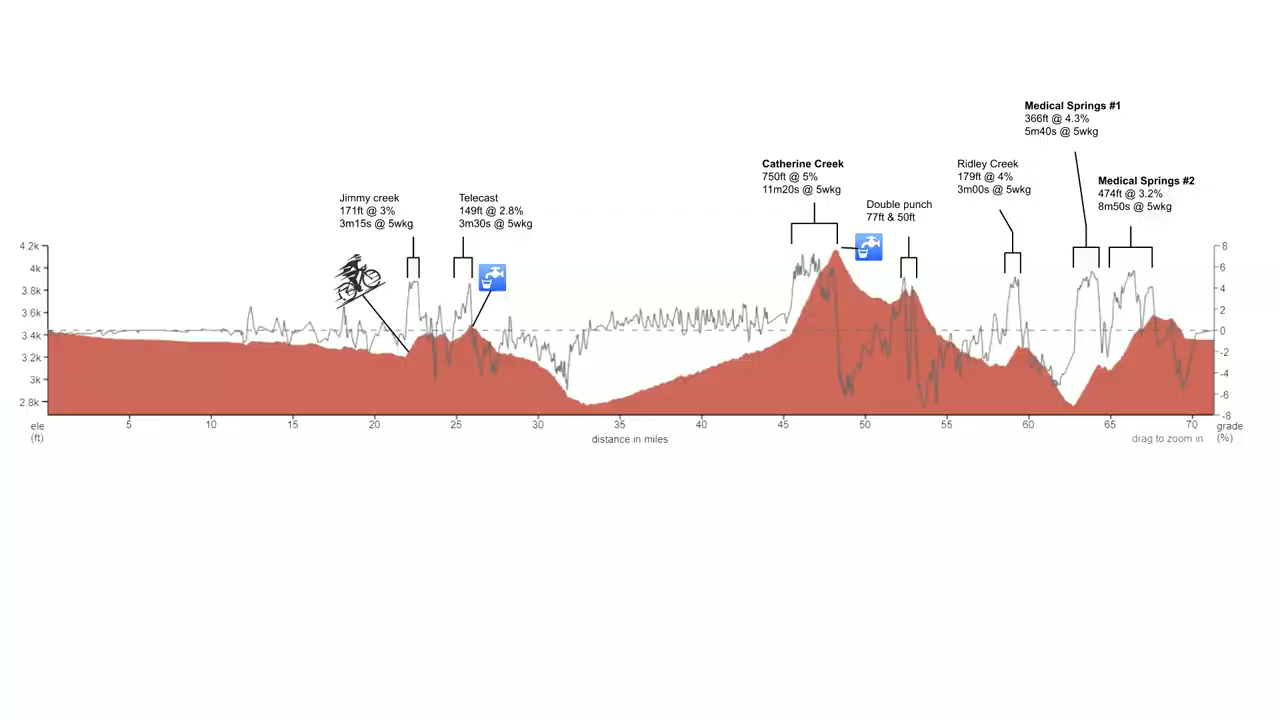 Medical Springs #1
366ft @ 4.3%
5m40s @ 5wkg
Catherine Creek
750ft @ 5%
11m20s @ 5wkg
Ridley Creek
179ft @ 4%
3m00s @ 5wkg
Medical Springs #2
474ft @ 3.2%
8m50s @ 5wkg
Jimmy creek
171ft @ 3%
3m15s @ 5wkg
Telecast
149ft @ 2.8%
3m30s @ 5wkg
Double punch
77ft & 50ft
4.2k
4k
3.8k
3.6k
3.4k
3.2k
3k
2.8k
8
6
4
2
0
-2
-4
-6
-8
5 10 15 20 25 30 35 40 45 50 55 60 65 70
ele
(ft)
distance in miles
drag to zoom in
grade
(%)